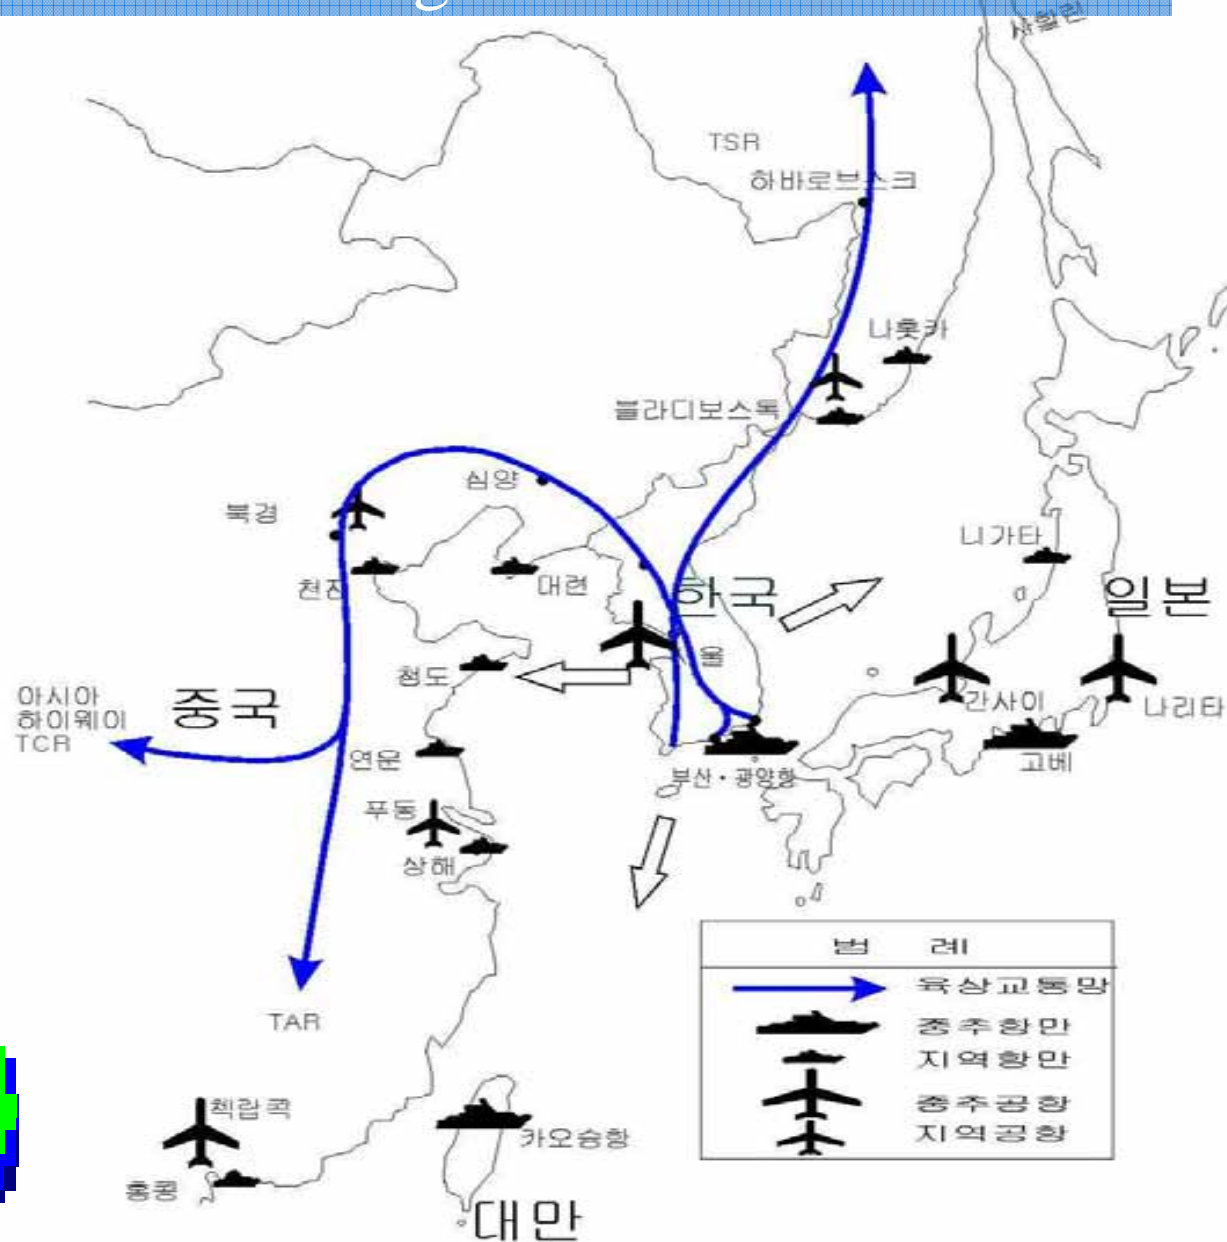 사할린
TSR
하바로브스크
나홋카
블라디보스톡
심양
북경
니가타
천진
대련
한국
일본
울
청도
아시아
하이웨이
TCR
중국
간사이
나리타
연운
고베
부산·광양항
푸동
상해
범 례
육상교통망
중추항만
지역항만
중추공항
지역공항
TAR
첵랍콕
카오슝항
홍콩
대만